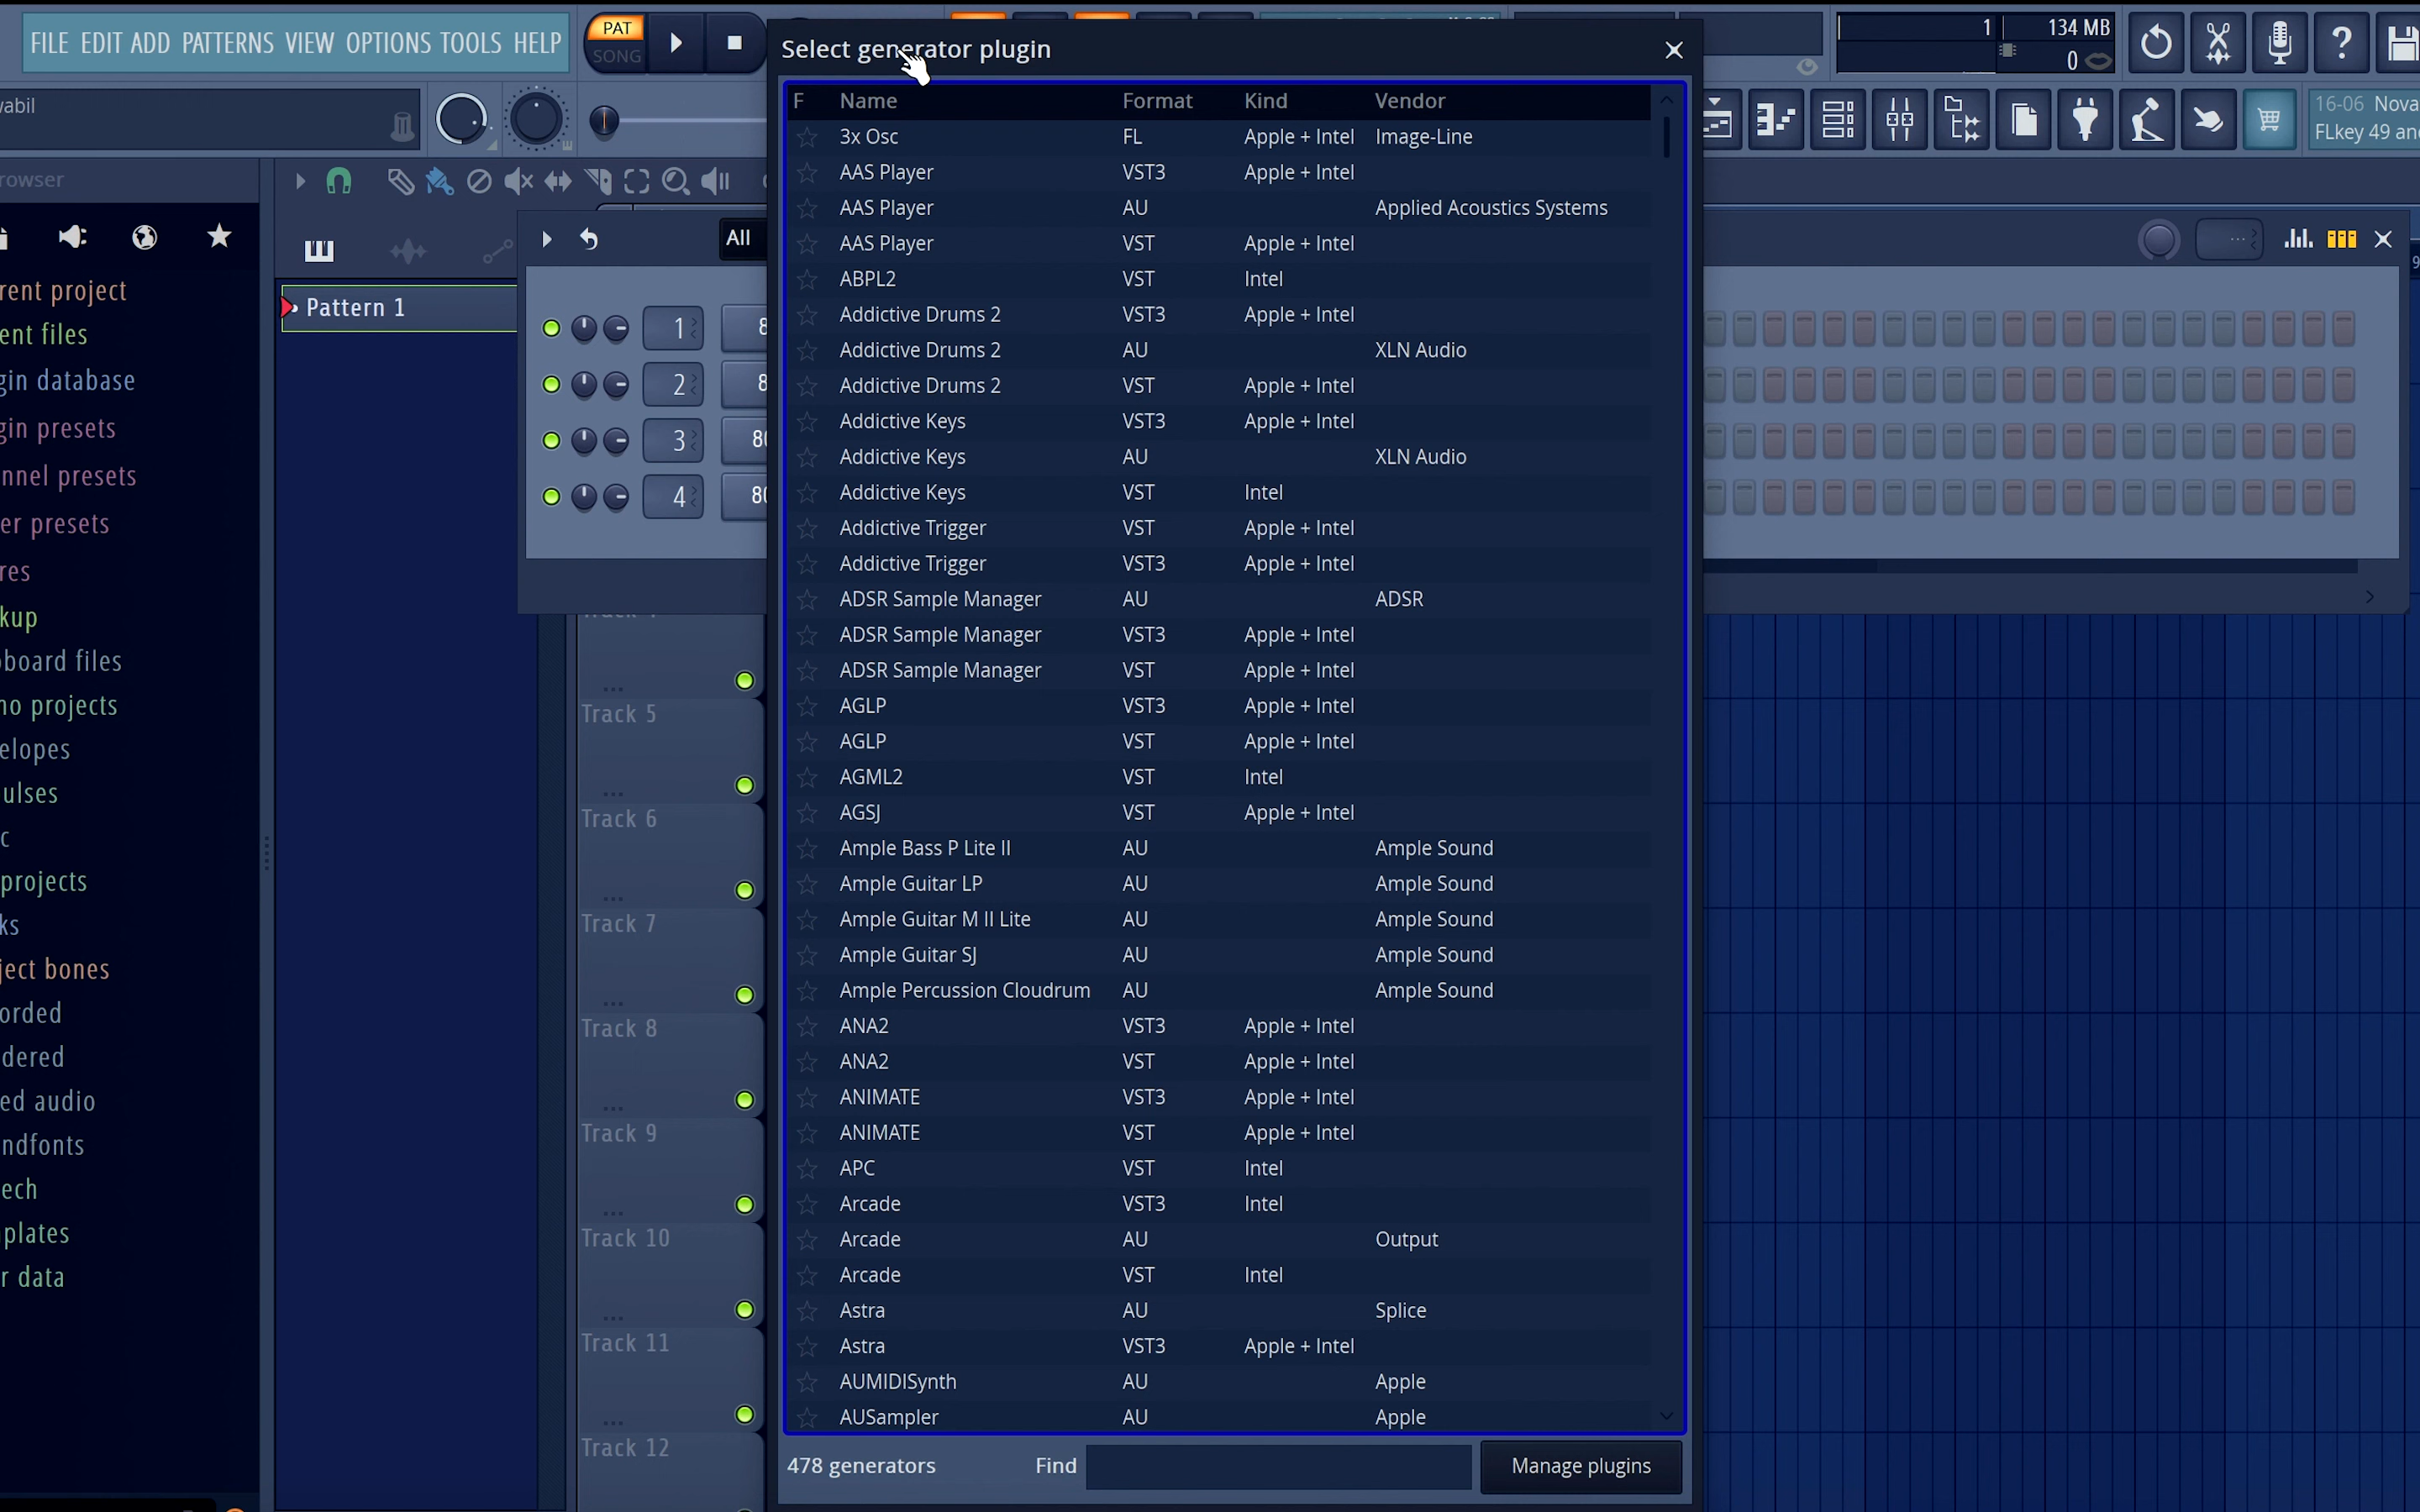 FILE EDIT ADD PATTERNS VIEW OPTIONS TOOLS HELP
PAT
SONG
1
134 MB
0
16-06 Nova
FLkey 49 and
abil
rowser
rent project
ent files
gin database
gin presets
nnel presets
er presets
res
kup
board files
no projects
elopes
ulses
c
projects
ks
ject bones
orded
dered
ed audio
ndfonts
ech
plates
r data
Pattern 1
All
1
2
3
4
8
8
80
80
Track 5
Track 6
Track 7
Track 8
Track 9
Track 10
Track 11
Track 12
Select generator plugin
F Name Format Kind Vendor
3x Osc FL Apple + Intel Image-Line
AAS Player VST3 Apple + Intel
AAS Player AU Applied Acoustics Systems
AAS Player VST Apple + Intel
ABPL2 VST Intel
Addictive Drums 2 VST3 Apple + Intel
Addictive Drums 2 AU XLN Audio
Addictive Drums 2 VST Apple + Intel
Addictive Keys VST3 Apple + Intel
Addictive Keys AU XLN Audio
Addictive Keys VST Intel
Addictive Trigger VST Apple + Intel
Addictive Trigger VST3 Apple + Intel
ADSR Sample Manager AU ADSR
ADSR Sample Manager VST3 Apple + Intel
ADSR Sample Manager VST Apple + Intel
AGLP VST3 Apple + Intel
AGLP VST Apple + Intel
AGML2 VST Intel
AGSJ VST Apple + Intel
Ample Bass P Lite II AU Ample Sound
Ample Guitar LP AU Ample Sound
Ample Guitar M II Lite AU Ample Sound
Ample Guitar SJ AU Ample Sound
Ample Percussion Cloudrum AU Ample Sound
ANA2 VST3 Apple + Intel
ANA2 VST Apple + Intel
ANIMATE VST3 Apple + Intel
ANIMATE VST Apple + Intel
APC VST Intel
Arcade VST3 Intel
Arcade AU Output
Arcade VST Intel
Astra AU Splice
Astra VST3 Apple + Intel
AUMIDISynth AU Apple
AUSampler AU Apple
478 generators Find Manage plugins